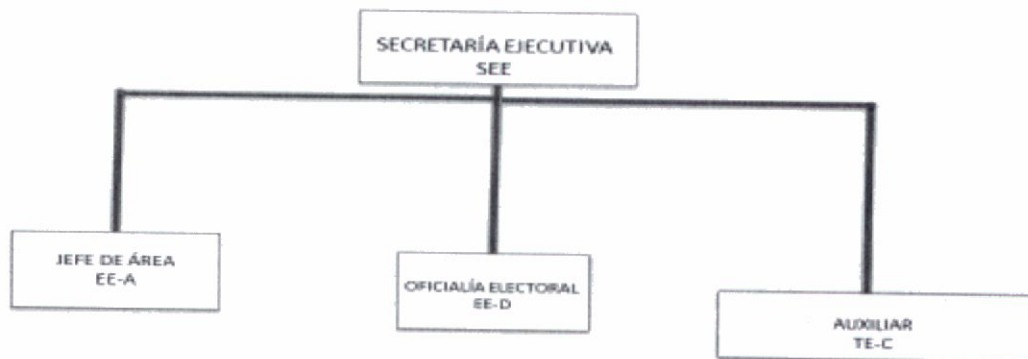 SECRETARÍA EJECUTIVA
SEE
JEFE DE ÁREA
EE-A
OFICIALÍA ELECTORAL
EE-D
AUXILIAR
TE-C